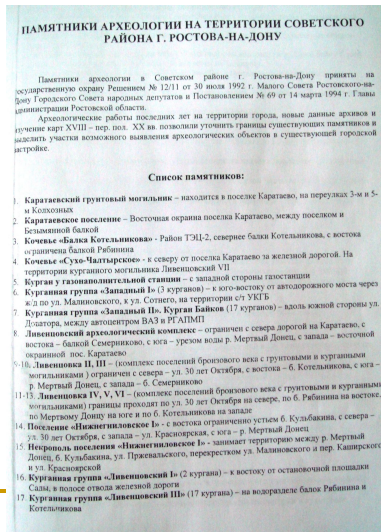 ПАМЯТНИКИ АРХЕОЛОГИИ НА ТЕРРИТОРИИ СОВЕТСКОГО
РАЙОНА Г. РОСТОВА-НА-ДОНУ
Памятники археологии в Советском районе г. Ростова-на-Дону приняты на
государственную охрану Решением № 12/11 от 30 июля 1992 г. Малого Совета Ростовского-на-
Дону Городского Совета народных депутатов и Постановлением № 69 от 14 марта 1994 г. Главы
администрации Ростовской области.
Археологические работы последних лет на территории города, новые данные архивов и
изучение карт XVIII – пер. пол. XX вв. позволили уточнить границы существующих памятников и
выделить участки возможного выявления археологических объектов в существующей городской
застройке.
Список памятников:
1. Каратаевский грунтовый могильник – находится в поселке Каратаево, на переулках 3-м и 5-
м Колхозных
2. Каратаевское поселение – Восточная окраина поселка Каратаево, между поселком и
Безымянной балкой
3. Кочевье «Балка Котельникова» - Район ТЭЦ-2, севернее балки Котельникова, с востока
ограничена балкой Рябинина
4. Кочевье «Сухо-Чалтырское» - к северу от поселка Каратаево за железной дорогой. На
территории курганного могильника Ливенцовский VII
5. Курган у газонаполнительной станции – с западной стороны газостанции
6. Курганная группа «Западный I» (3 курганов) – к юго-востоку от автодорожного моста через
ж/д по ул. Малиновского, к ул. Сотнего, на территории с/т УКГБ
7. Курганная группа «Западный II». Курган Байков (17 курганов) – вдоль южной стороны ул.
Доватора, между автоцентром ВАЗ и РГАПМП
8. Ливенцовский археологический комплекс – ограничен с севера дорогой на Каратаево, с
востока – балкой Семерниково, с юга – урезом воды р. Мертвый Донец, с запада – восточной
окраиной пос. Каратаево
9-10. Ливенцовка II, III – (комплекс поселений бронзового века с грунтовыми и курганными
могильниками ) ограничен с севера – ул. 30 лет Октября, с востока – б. Котельникова, с юга –
р. Мертвый Донец, с запада – б. Семерниково
11-13. Ливенцовка IV, V, VI – (комплекс поселений бронзового века с грунтовыми и курганными
могильниками) границы проходят по ул. 30 лет Октября на севере, по б. Рябинина на востоке,
по Мертвому Донцу на юге и по б. Котельникова на западе
14. Поселение «Нижнегниловское I» - с востока ограничено устьем б. Кульбакина, с севера –
ул. 30 лет Октября, с запада – ул. Красноярская, с юга – р. Мертвый Донец
15. Некрополь поселения «Нижнегниловское I» - занимает территорию между р. Мертвый
Донец, б. Кульбакина, ул. Пржевальского, перекрестком ул. Малиновского и пер. Каширского
и ул. Красноярской
16. Курганная группа «Ливенцовский I» (2 кургана) – к востоку от остановочной площадки
Сады, в полосе отвода железной дороги
17. Курганная группа «Ливенцовский III» (17 кургана) – на водоразделе балок Рябинина и
Котельникова